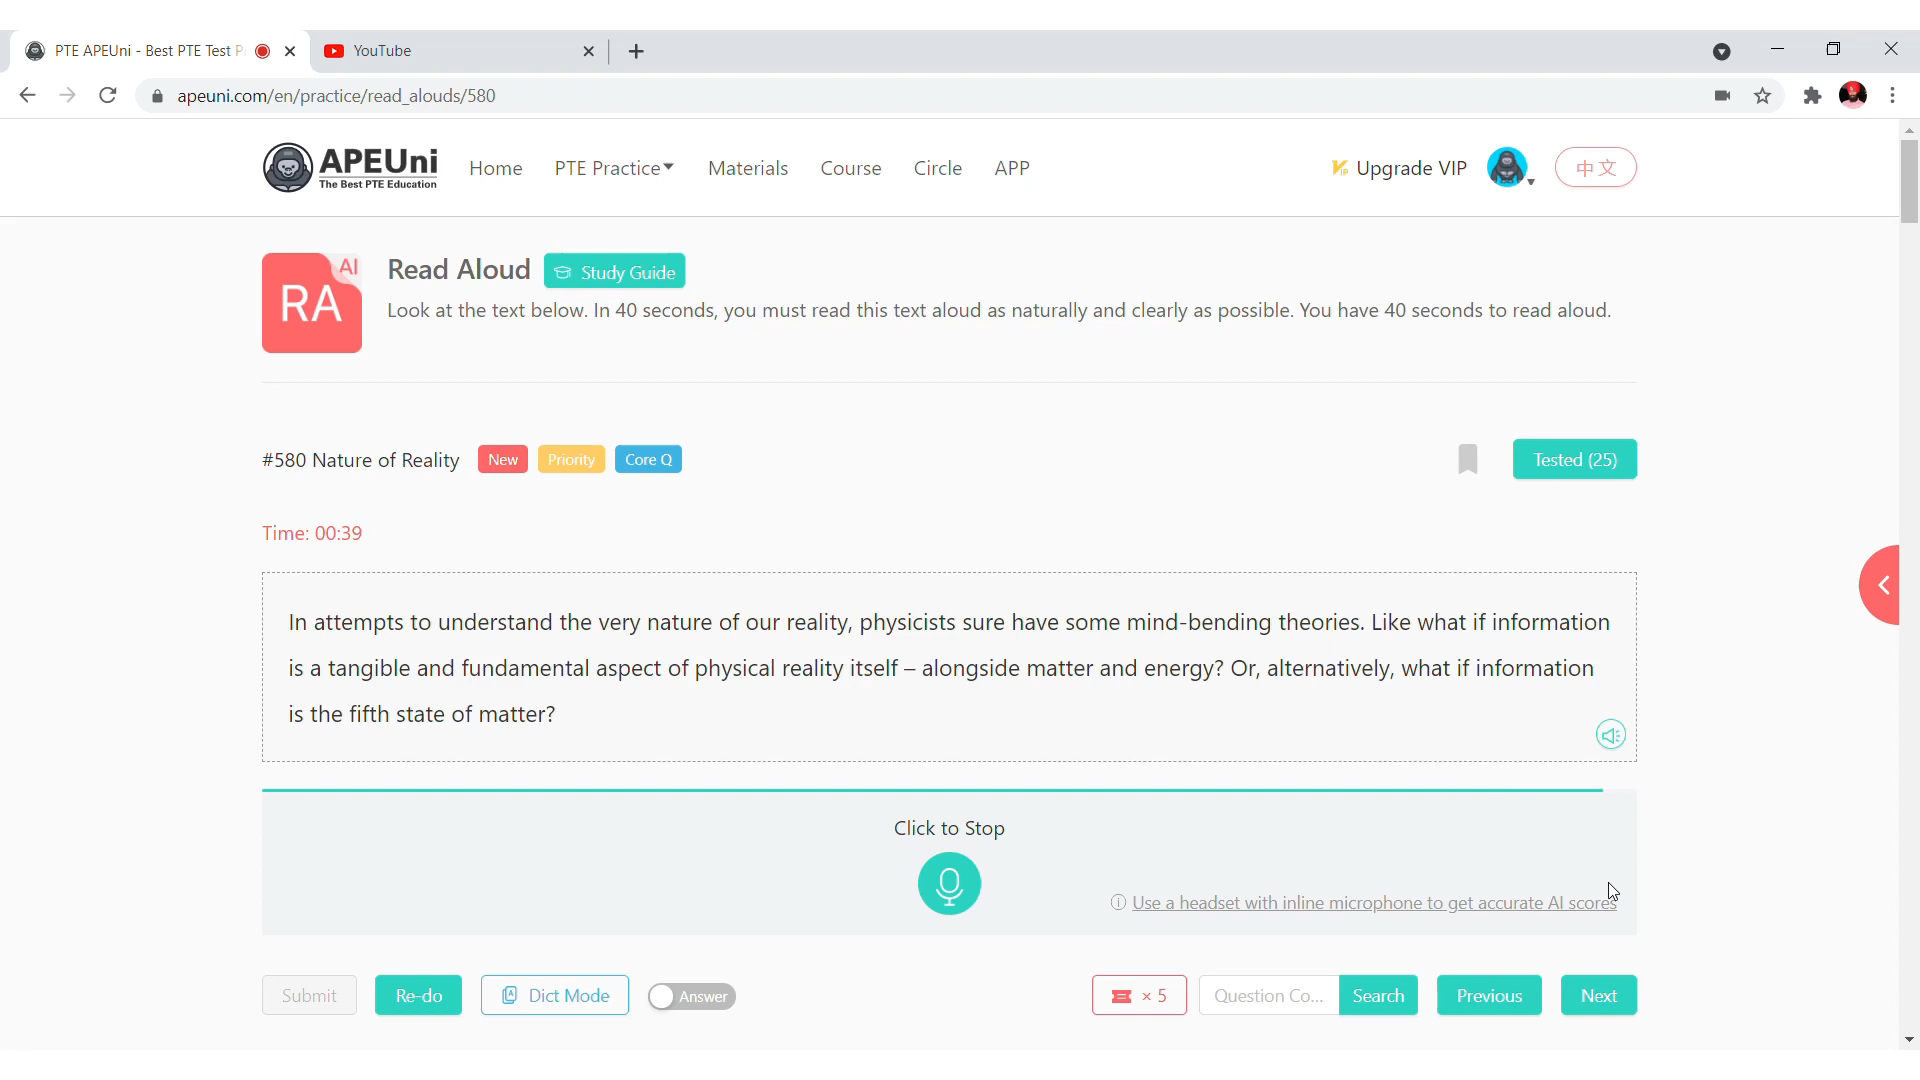 PTE APEUni - Best PTE Test P
YouTube
apeuni.com/en/practice/read_alouds/580
APEUni
The Best PTE Education
Home
PTE Practice
Materials
Course
Circle
APP
VIP
Upgrade VIP
中文
RA
AI
Read Aloud
Study Guide
Look at the text below. In 40 seconds, you must read this text aloud as naturally and clearly as possible. You have 40 seconds to read aloud.
#580 Nature of Reality
New
Priority
Core Q
Tested (25)
Time: 00:39
In attempts to understand the very nature of our reality, physicists sure have some mind-bending theories. Like what if information
is a tangible and fundamental aspect of physical reality itself – alongside matter and energy? Or, alternatively, what if information
is the fifth state of matter?
Click to Stop
Use a headset with inline microphone to get accurate AI scores
Submit
Re-do
Dict Mode
Answer
× 5
Question Co...
Search
Previous
Next